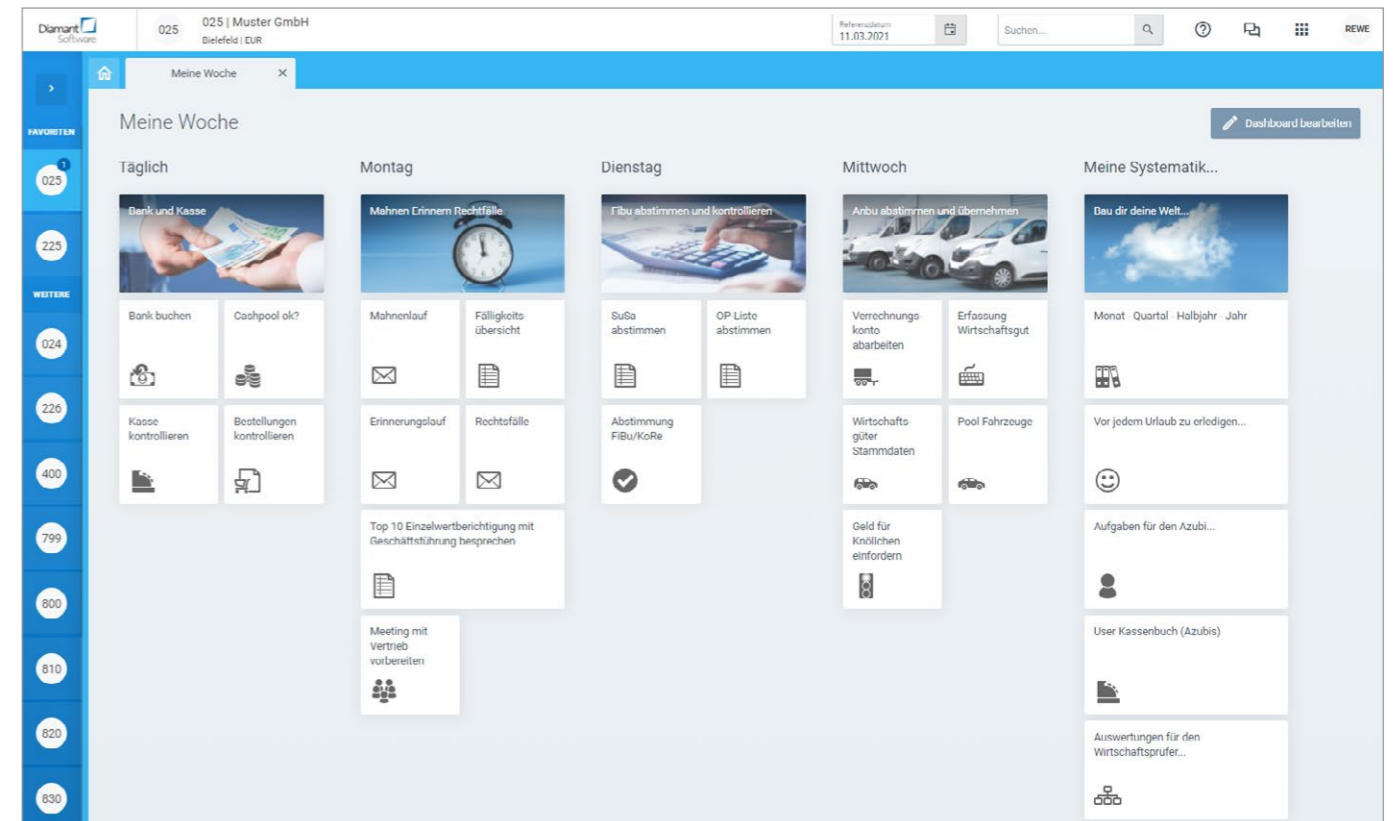 Diamant
Software
025
025 | Muster GmbH
Bielefeld | EUR
Referenzdatum
11.03.2021
Suchen...
REWE
Meine Woche
FAVORITEN
025
1
225
WEITERE
024
226
400
799
800
810
820
830
Meine Woche
Dashboard bearbeiten
Täglich
Bank und Kasse
Bank buchen
Cashpool ok?
Kasse
kontrollieren
Bestellungen
kontrollieren
Montag
Mahnen Erinnern Rechtfälle
Mahnenlauf
Fälligkeits-
übersicht
Erinnerungslauf
Rechtsfälle
Top 10 Einzelwertberichtigung mit
Geschäftsführung besprechen
Meeting mit
Vertrieb
vorbereiten
Dienstag
Fibu abstimmen und kontrollieren
SuSa
abstimmen
OP Liste
abstimmen
Abstimmung
FiBu/KoRe
Mittwoch
Anbu abstimmen und übernehmen
Verrechnungs-
konto
abarbeiten
Erfassung
Wirtschaftsgut
Wirtschafts-
güter
Stammdaten
Pool Fahrzeuge
Geld für
Knöllchen
einfordern
Meine Systematik...
Bau dir deine Welt...
Monat - Quartal - Halbjahr - Jahr
Vor jedem Urlaub zu erledigen...
Aufgaben für den Azubi...
User Kassenbuch (Azubis)
Auswertungen für den
Wirtschaftsprüfer...